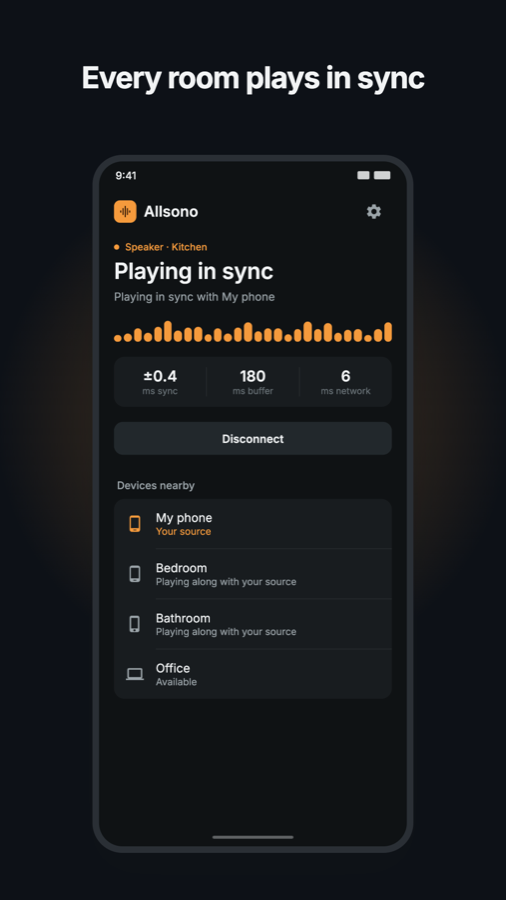 Every room plays in sync
9:41
Allsono
Speaker · Kitchen
Playing in sync
Playing in sync with My phone
±0.4 180 6
ms sync ms buffer ms network
Disconnect
Devices nearby
My phone
Your source
Bedroom
Playing along with your source
Bathroom
Playing along with your source
Office
Available